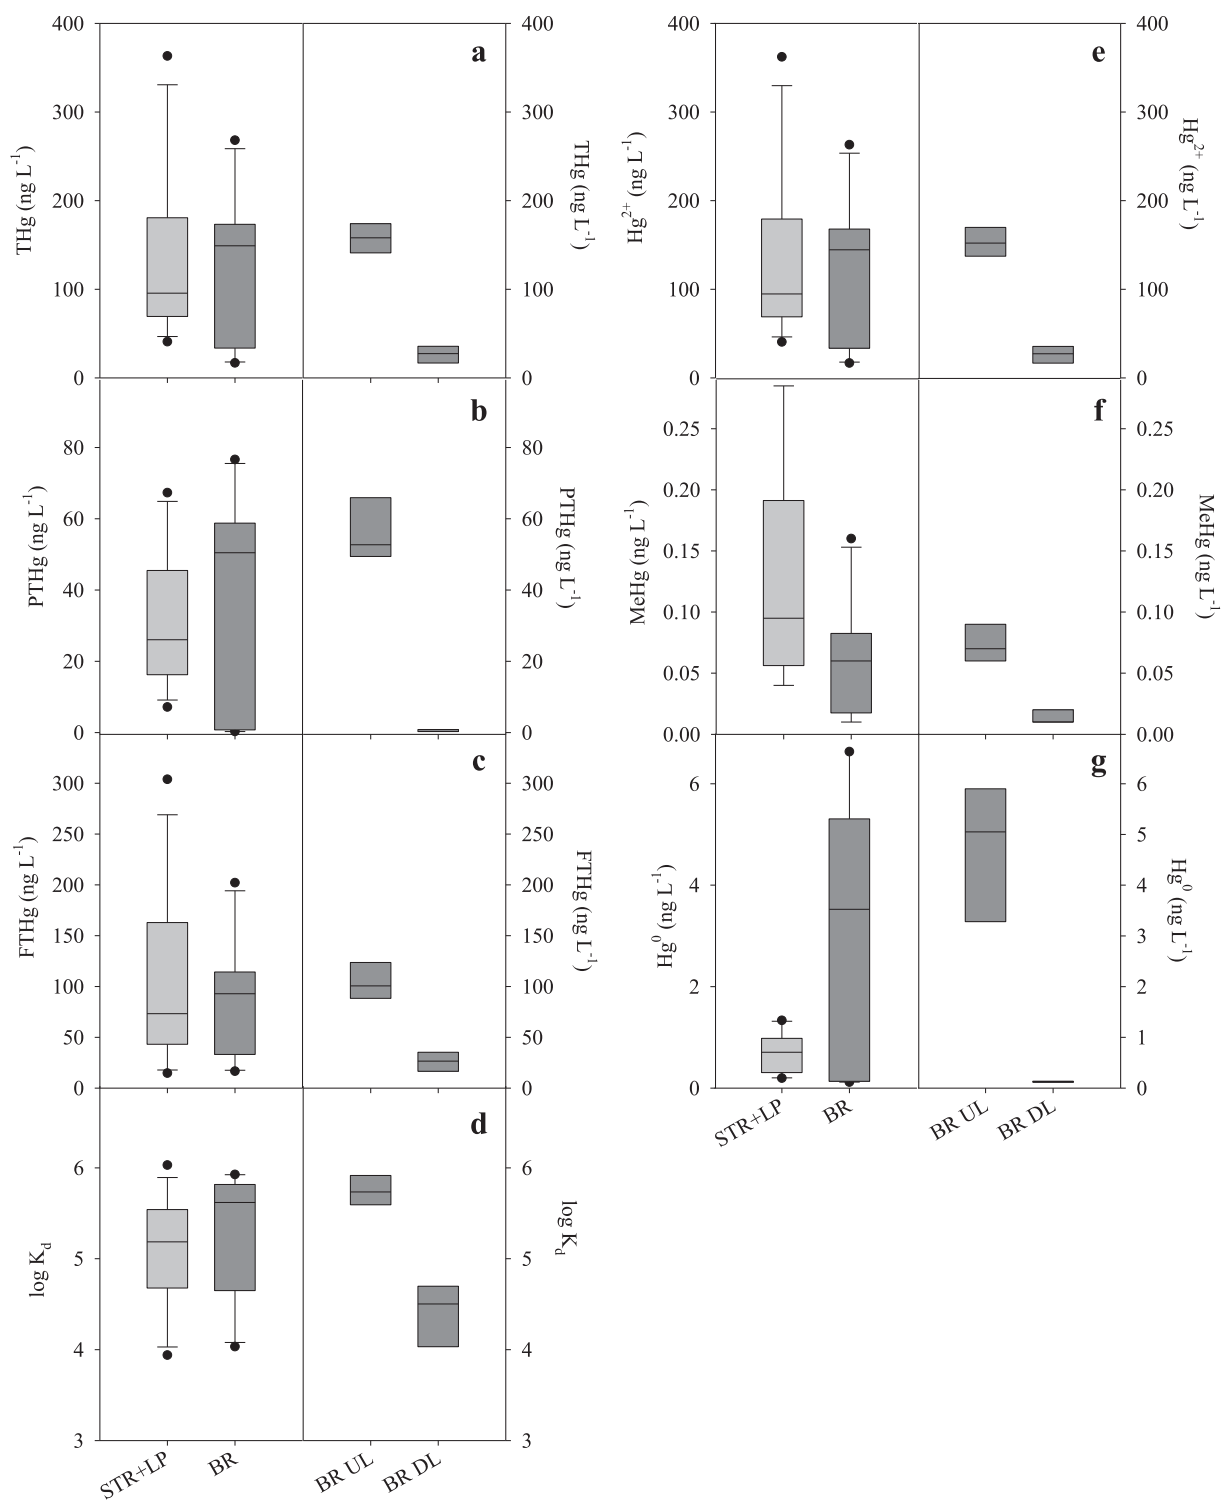 400
300
200
100
0
THg (ng L⁻¹)
a
400
300
200
100
0
THg (ng L⁻¹)
80
60
40
20
0
PTHg (ng L⁻¹)
b
80
60
40
20
0
PTHg (ng L⁻¹)
300
250
200
150
100
50
0
FTHg (ng L⁻¹)
c
300
250
200
150
100
50
0
FTHg (ng L⁻¹)
6
5
4
3
log K_d
d
6
5
4
3
log K_d
STR+LP
BR
BR UL
BR DL
400
300
200
100
0
Hg²⁺ (ng L⁻¹)
e
400
300
200
100
0
Hg²⁺ (ng L⁻¹)
0.25
0.20
0.15
0.10
0.05
0.00
MeHg (ng L⁻¹)
f
0.25
0.20
0.15
0.10
0.05
0.00
MeHg (ng L⁻¹)
6
4
2
0
Hg⁰ (ng L⁻¹)
g
6
5
4
3
2
1
0
Hg⁰ (ng L⁻¹)
STR+LP
BR
BR UL
BR DL